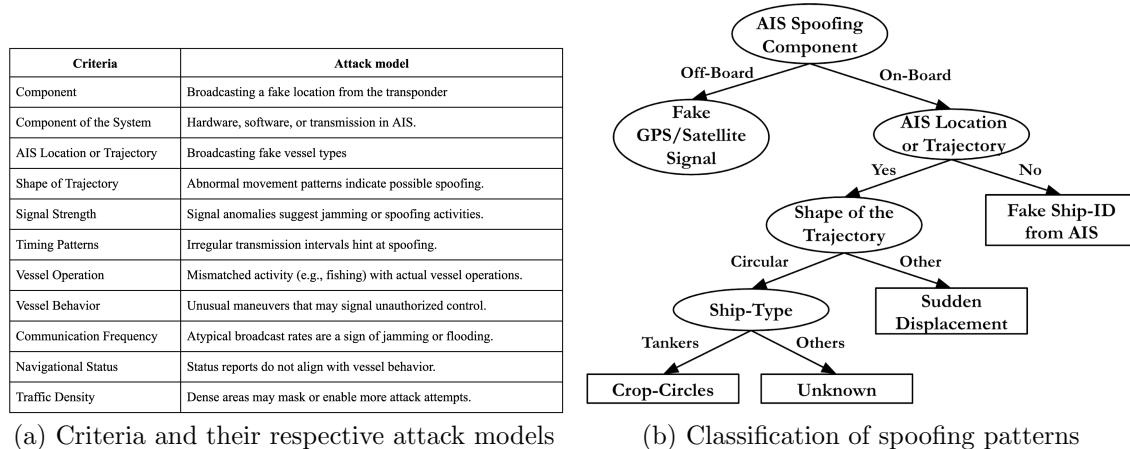 Criteria Attack model
Component Broadcasting a fake location from the transponder
Component of the System Hardware, software, or transmission in AIS.
AIS Location or Trajectory Broadcasting fake vessel types
Shape of Trajectory Abnormal movement patterns indicate possible spoofing.
Signal Strength Signal anomalies suggest jamming or spoofing activities.
Timing Patterns Irregular transmission intervals hint at spoofing.
Vessel Operation Mismatched activity (e.g., fishing) with actual vessel operations.
Vessel Behavior Unusual maneuvers that may signal unauthorized control.
Communication Frequency Atypical broadcast rates are a sign of jamming or flooding.
Navigational Status Status reports do not align with vessel behavior.
Traffic Density Dense areas may mask or enable more attack attempts.
(a) Criteria and their respective attack models
AIS Spoofing
Component
Off-Board On-Board
Fake
GPS/Satellite
Signal
AIS Location
or Trajectory
Yes No
Shape of the
Trajectory
Fake Ship-ID
from AIS
Circular Other
Ship-Type
Sudden
Displacement
Tankers Others
Crop-Circles Unknown
(b) Classification of spoofing patterns